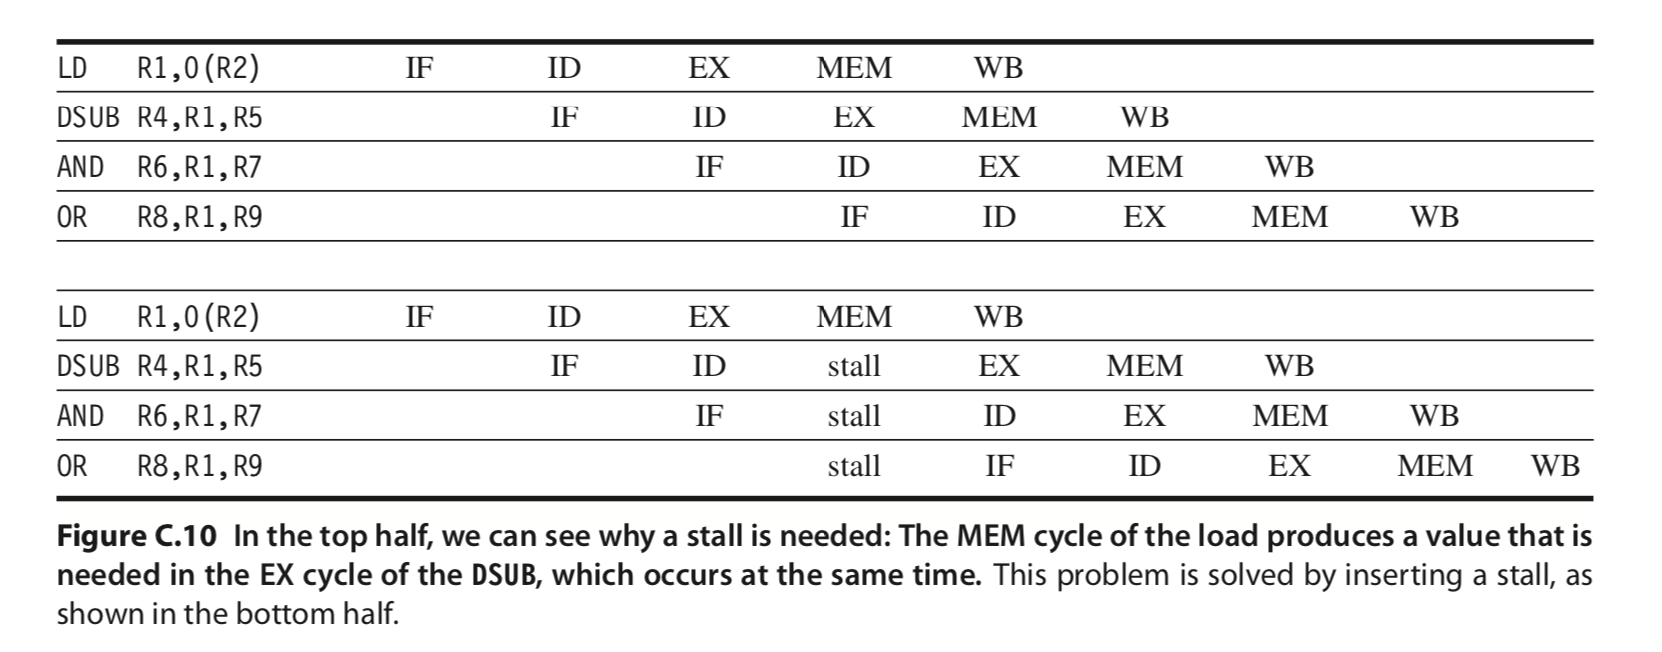 LD R1,0(R2) IF ID EX MEM WB
DSUB R4,R1,R5 IF ID EX MEM WB
AND R6,R1,R7 IF ID EX MEM WB
OR R8,R1,R9 IF ID EX MEM WB
LD R1,0(R2) IF ID EX MEM WB
DSUB R4,R1,R5 IF ID stall EX MEM WB
AND R6,R1,R7 IF stall ID EX MEM WB
OR R8,R1,R9 stall IF ID EX MEM WB
Figure C.10 In the top half, we can see why a stall is needed: The MEM cycle of the load produces a value that is
needed in the EX cycle of the DSUB, which occurs at the same time. This problem is solved by inserting a stall, as
shown in the bottom half.